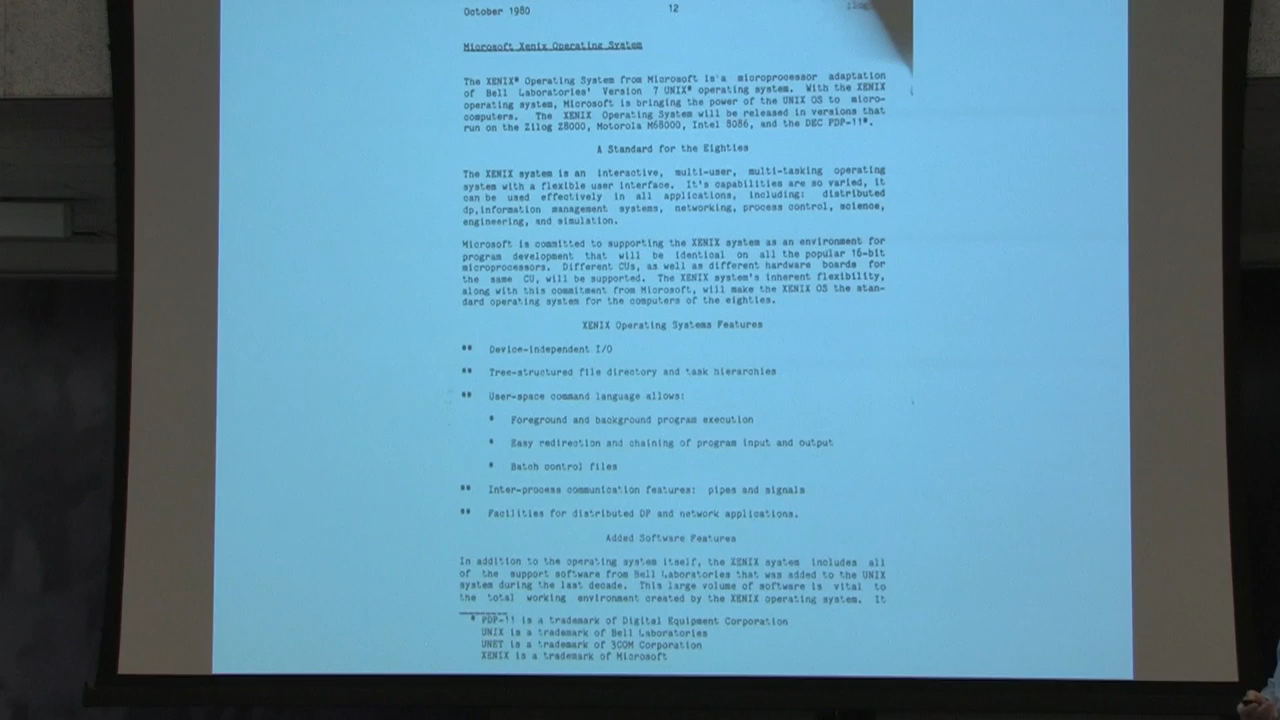 October 1980 12
Microsoft Xenix Operating System
The XENIX* Operating System from Microsoft is a microprocessor adaptation
of Bell Laboratories' Version 7 UNIX* operating system. With the XENIX
operating system, Microsoft is bringing the power of the UNIX OS to micro-
computers. The XENIX Operating System will be released in versions that
run on the Zilog Z8000, Motorola M68000, Intel 8086, and the DEC PDP-11*.
A Standard for the Eighties
The XENIX system is an interactive, multi-user, multi-tasking operating
system with a flexible user interface. It's capabilities are so varied, it
can be used effectively in all applications, including: distributed
dp,information management systems, networking, process control, science,
engineering, and simulation.
Microsoft is committed to supporting the XENIX system as an environment for
program development that will be identical on all the popular 16-bit
microprocessors. Different CUs, as well as different hardware boards for
the same CU, will be supported. The XENIX system's inherent flexibility,
along with this commitment from Microsoft, will make the XENIX OS the stan-
dard operating system for the computers of the eighties.
XENIX Operating Systems Features
** Device-independent I/O
** Tree-structured file directory and task hierarchies
** User-space command language allows:
* Foreground and background program execution
* Easy redirection and chaining of program input and output
* Batch control files
** Inter-process communication features: pipes and signals
** Facilities for distributed DP and network applications.
Added Software Features
In addition to the operating system itself, the XENIX system includes all
of the support software from Bell Laboratories that was added to the UNIX
system during the last decade. This large volume of software is vital to
the total working environment created by the XENIX operating system. It
* PDP-11 is a trademark of Digital Equipment Corporation
UNIX is a trademark of Bell Laboratories
UNET is a trademark of 3COM Corporation
XENIX is a trademark of Microsoft